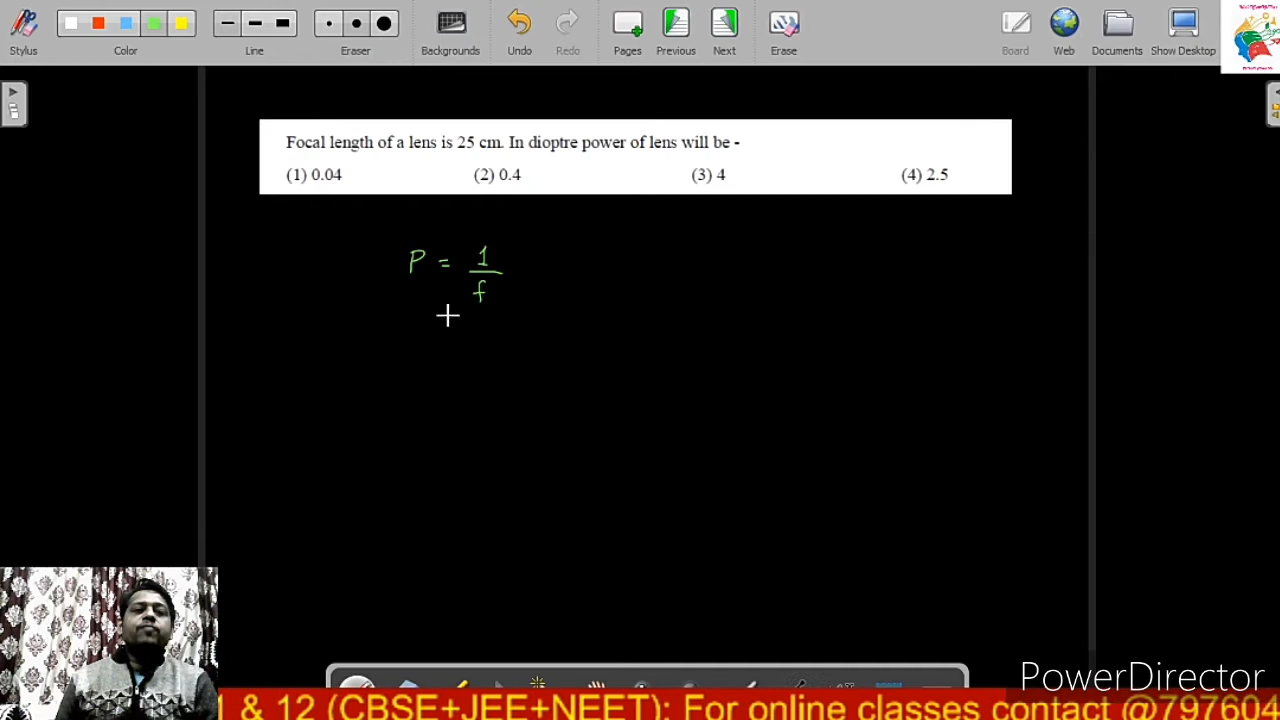 Stylus
Color
Line
Eraser
Backgrounds
Undo
Redo
Pages
Previous
Next
Erase
Board
Web
Documents
Show Desktop
Focal length of a lens is 25 cm. In dioptre power of lens will be -
(1) 0.04 (2) 0.4 (3) 4 (4) 2.5
P = 1/f
PowerDirector
1 & 12 (CBSE+JEE+NEET): For online classes contact @797604